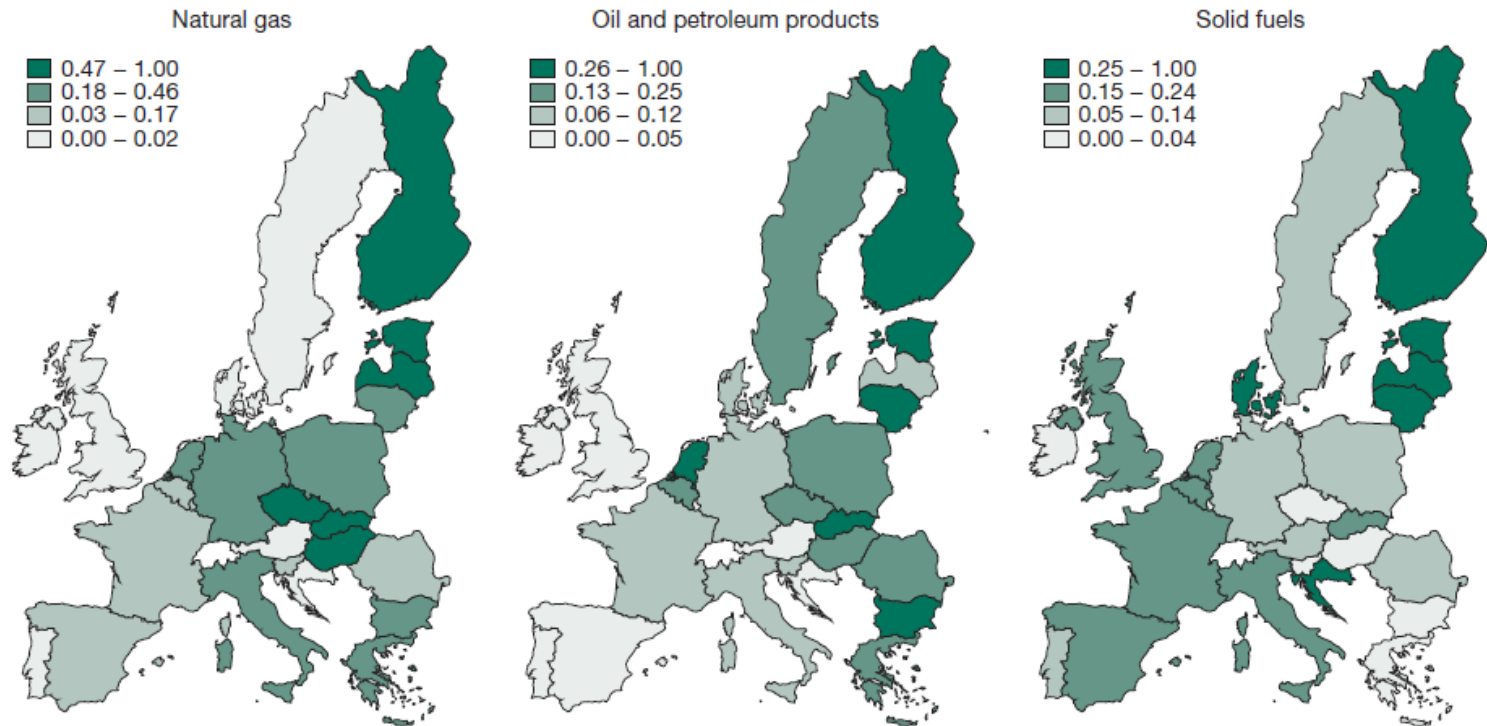 Natural gas
0.47 – 1.00
0.18 – 0.46
0.03 – 0.17
0.00 – 0.02
Oil and petroleum products
0.26 – 1.00
0.13 – 0.25
0.06 – 0.12
0.00 – 0.05
Solid fuels
0.25 – 1.00
0.15 – 0.24
0.05 – 0.14
0.00 – 0.04